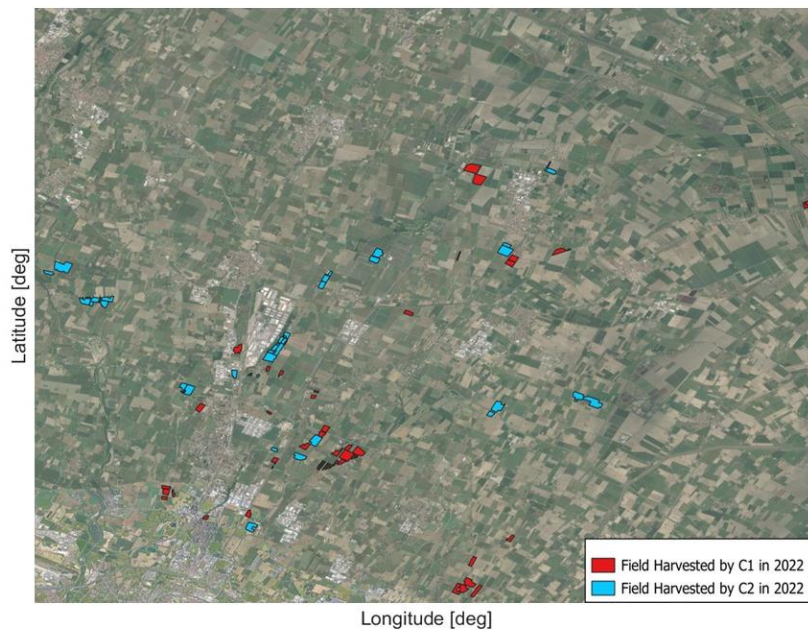 Latitude [deg]
Field Harvested by C1 in 2022
Field Harvested by C2 in 2022
Longitude [deg]